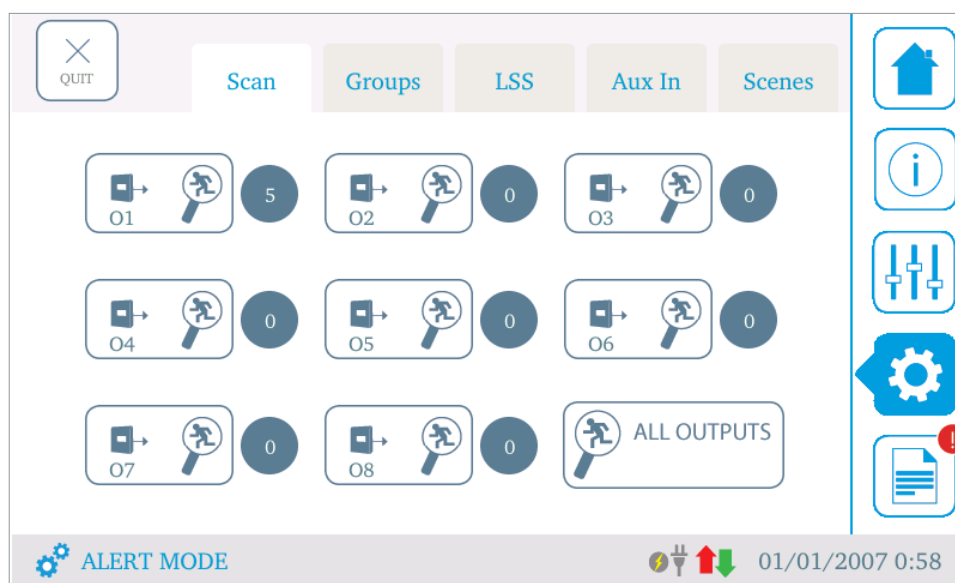 QUIT
Scan Groups LSS Aux In Scenes
O1 5 O2 0 O3 0
O4 0 O5 0 O6 0
O7 0 O8 0 ALL OUTPUTS
i
!
ALERT MODE 01/01/2007 0:58